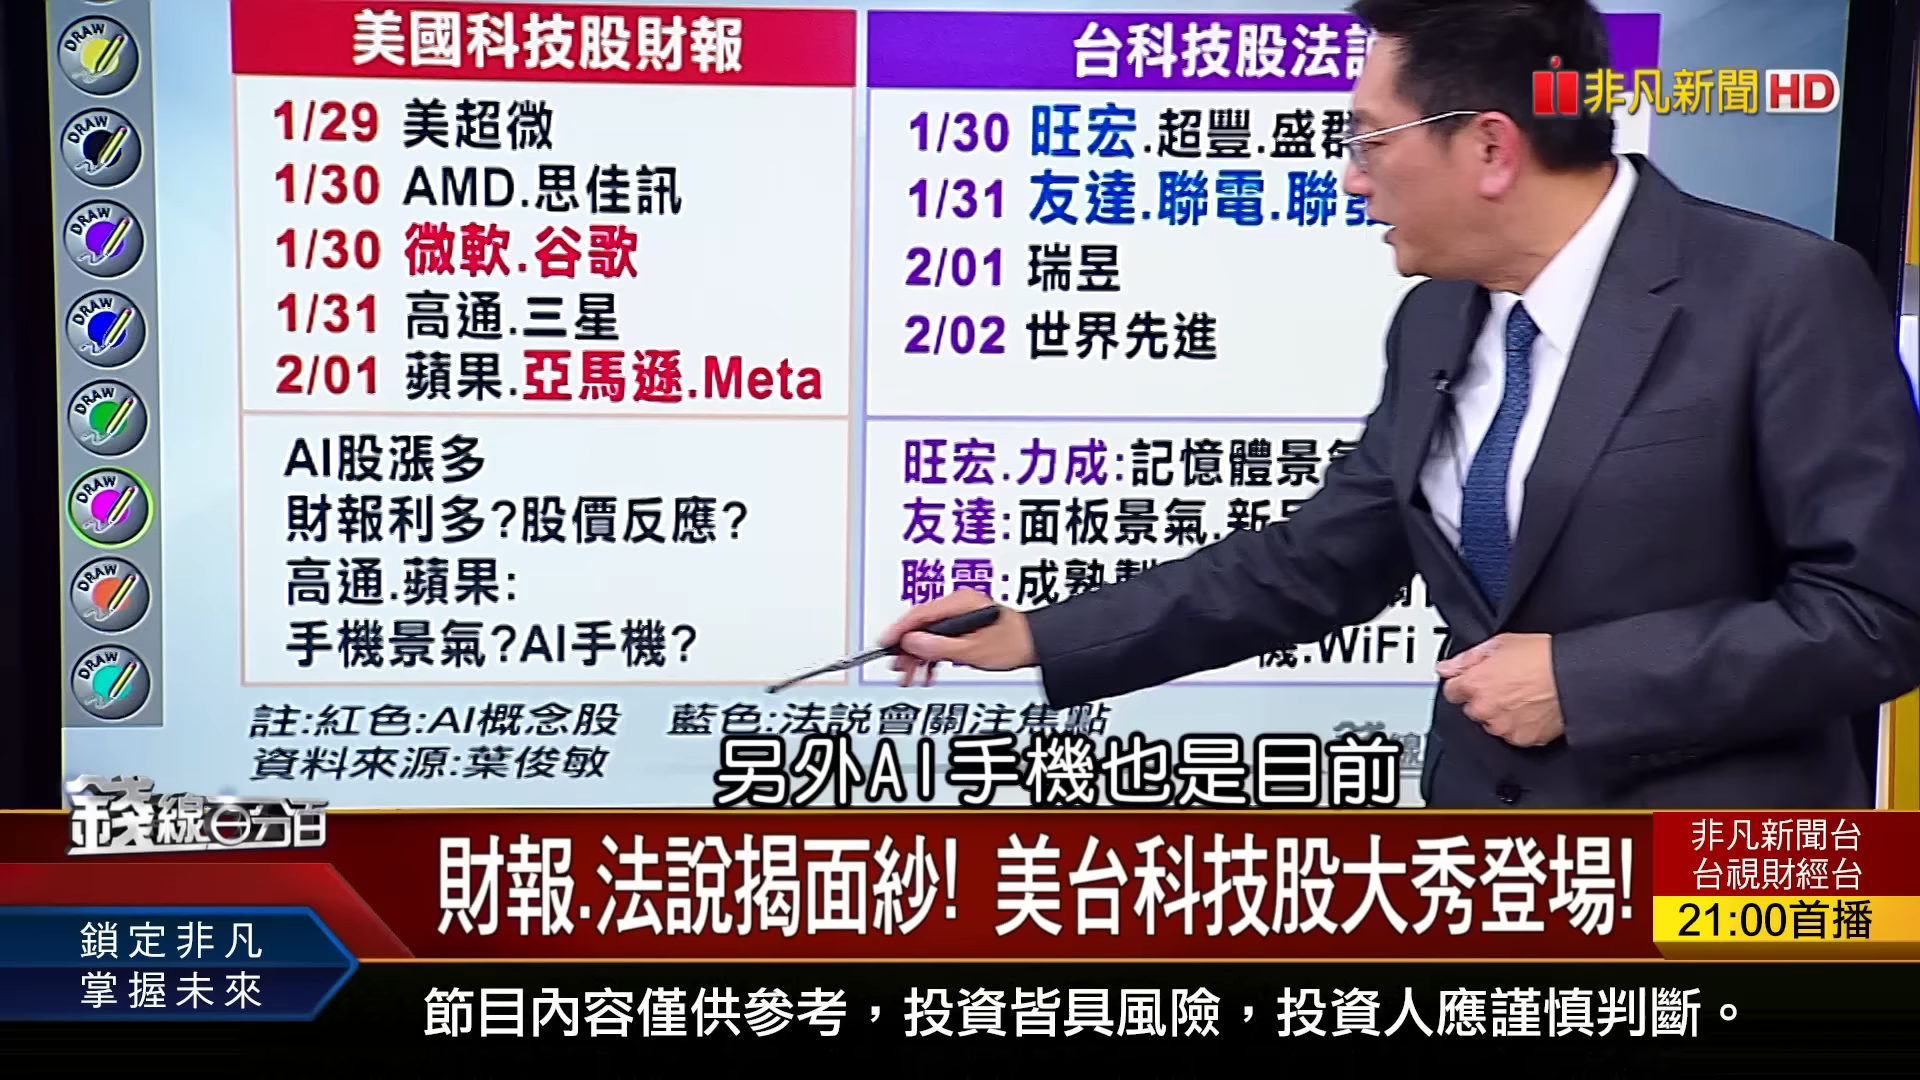 美國科技股財報
1/29 美超微
1/30 AMD.思佳訊
1/30 微軟.谷歌
1/31 高通.三星
2/01 蘋果.亞馬遜.Meta
AI股漲多
財報利多?股價反應?
高通.蘋果:
手機景氣?AI手機?
台科技股法
1/30 旺宏.超豐.盛群
1/31 友達.聯電.聯
2/01 瑞昱
2/02 世界先進
旺宏.力成:記憶體景氣
友達:面板景氣.新
聯電:成熟
機.WiFi 7
註:紅色:AI概念股 藍色:法說會關注焦點
資料來源:葉俊敏
DRAW
DRAW
DRAW
DRAW
DRAW
DRAW
DRAW
DRAW
非凡新聞HD
另外AI手機也是目前
錢線百分百
財報.法說揭面紗! 美台科技股大秀登場!
非凡新聞台
台視財經台
21:00首播
鎖定非凡
掌握未來
節目內容僅供參考，投資皆具風險，投資人應謹慎判斷。